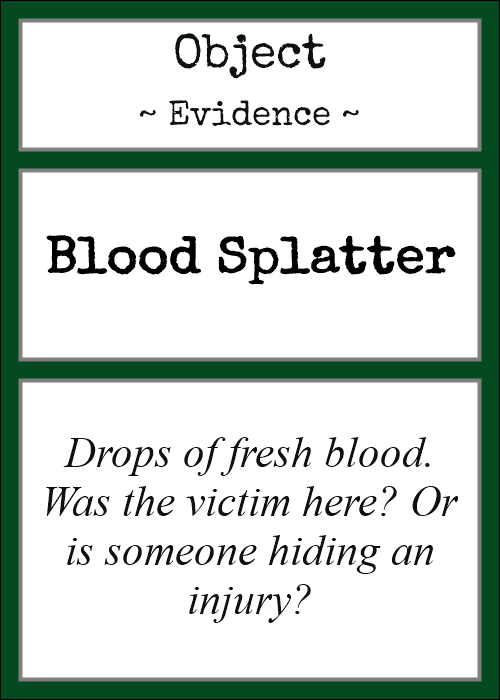 Object
~ Evidence ~
Blood Splatter
Drops of fresh blood.
Was the victim here? Or
is someone hiding an
injury?